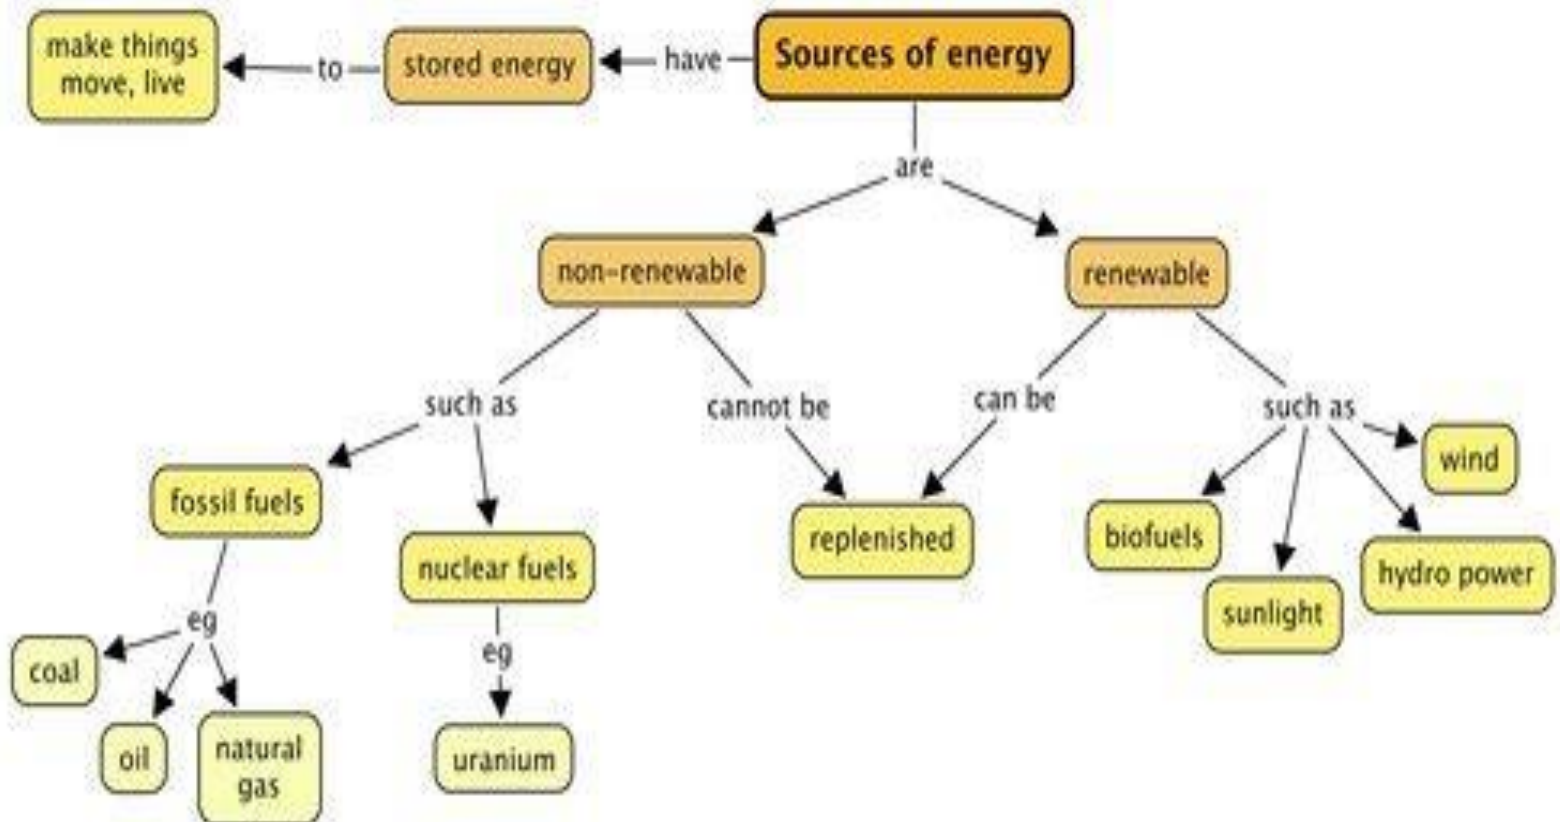 make things
move, live
to
stored energy
have
Sources of energy
are
non-renewable
renewable
such as
cannot be
can be
such as
wind
fossil fuels
nuclear fuels
replenished
biofuels
hydro power
sunlight
eg
eg
coal
oil
natural
gas
uranium